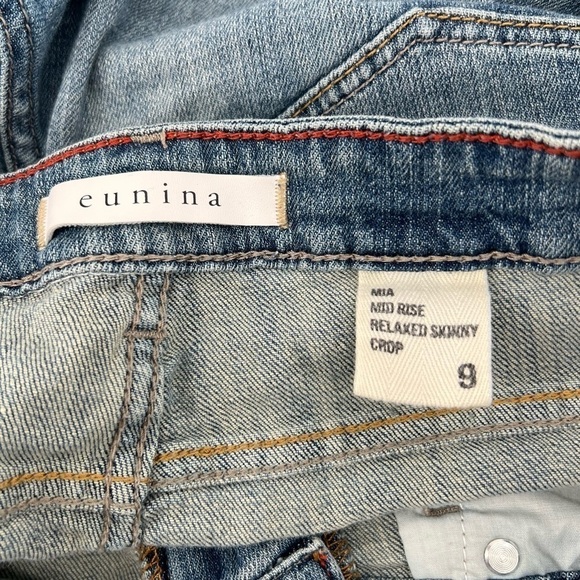 eunina
MIA
MID RISE
RELAXED SKINNY
CROP
9